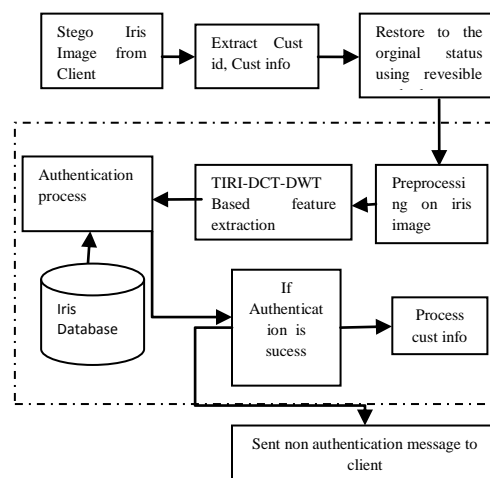 Stego Iris
Image from
Client
Extract Cust
id, Cust info
Restore to the
orginal status
using revesible
Authentication
process
TIRI-DCT-DWT
Based feature
extraction
Preprocessi
ng on iris
image
Iris
Database
If
Authenticat
ion is
sucess
Process
cust info
Sent non authentication message to
client